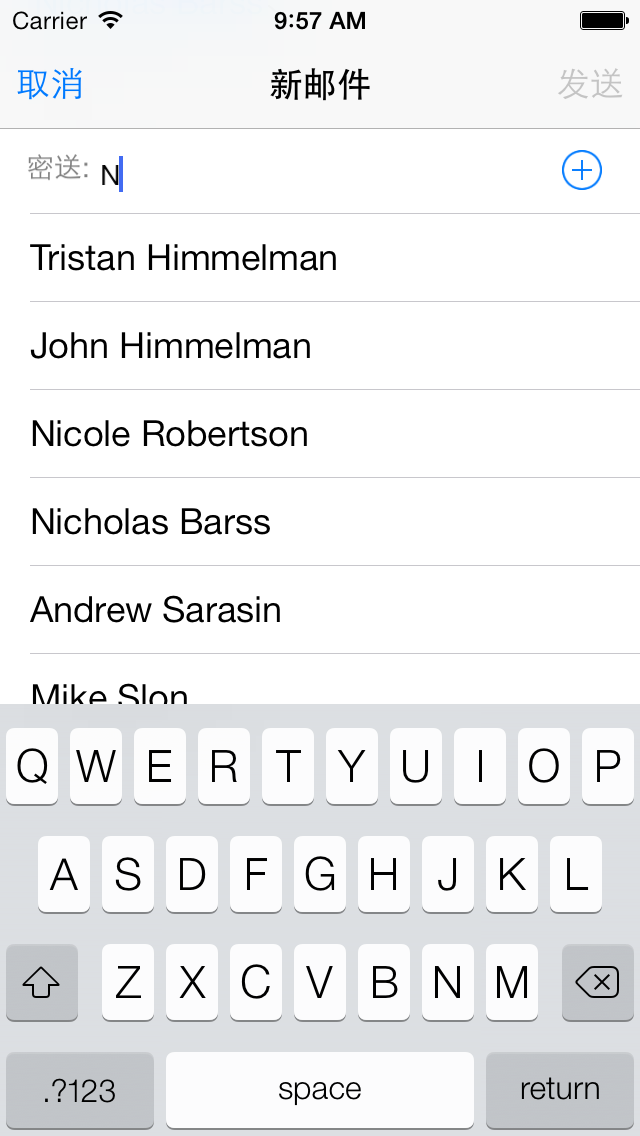 Carrier 9:57 AM
取消 新邮件 发送
密送: N
Tristan Himmelman
John Himmelman
Nicole Robertson
Nicholas Barss
Andrew Sarasin
Mike Slon
Q W E R T Y U I O P
A S D F G H J K L
Z X C V B N M
.?123 space return